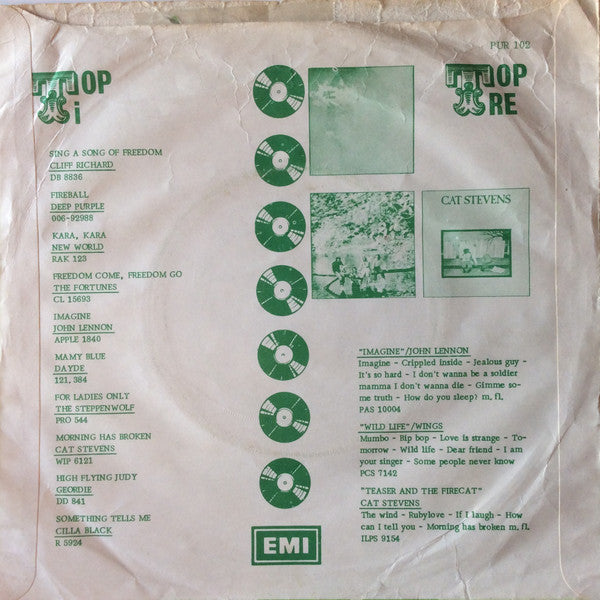 PUR 102
TOP i
TOP RE
SING A SONG OF FREEDOM
CLIFF RICHARD
DB 8836
FIREBALL
DEEP PURPLE
006-92988
KARA, KARA
NEW WORLD
RAK 123
FREEDOM COME, FREEDOM GO
THE FORTUNES
CL 15693
IMAGINE
JOHN LENNON
APPLE 1840
MAMY BLUE
DAYDE
121, 384
FOR LADIES ONLY
THE STEPPENWOLF
PRO 544
MORNING HAS BROKEN
CAT STEVENS
WIP 6121
HIGH FLYING JUDY
GEORDIE
DD 841
SOMETHING TELLS ME
CILLA BLACK
R 5924
CAT STEVENS
"IMAGINE"/JOHN LENNON
Imagine - Crippled inside - Jealous guy -
It's so hard - I don't wanna be a soldier
mamma I don't wanna die - Gimme so-
me truth - How do you sleep? m, fl.
PAS 10004
"WILD LIFE"/WINGS
Mumbo - Bip bop - Love is strange - To-
morrow - Wild life - Dear friend - I am
your singer - Some people never know
PCS 7142
"TEASER AND THE FIRECAT"
CAT STEVENS
The wind - Rubylove - If I laugh - How
can I tell you - Morning has broken m, fl.
ILPS 9154
EMI